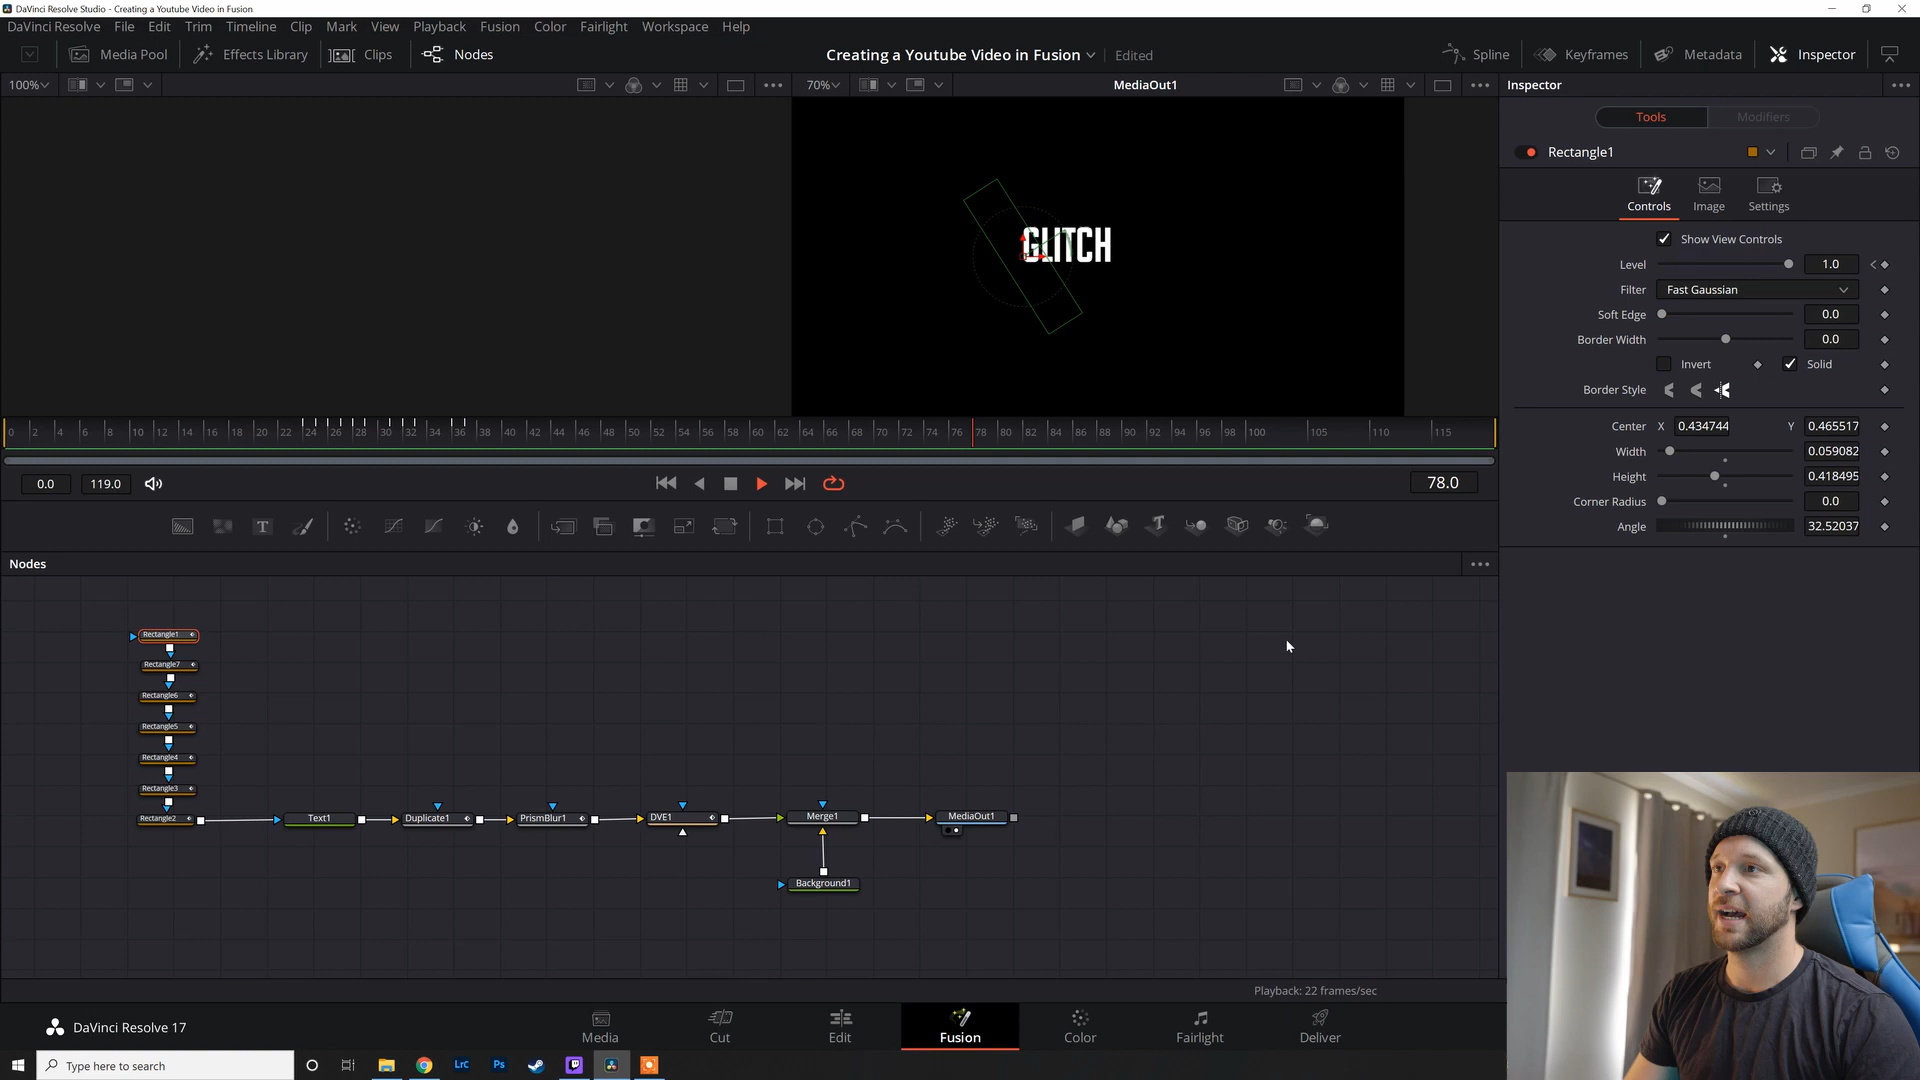 DaVinci Resolve Studio - Creating a Youtube Video in Fusion
DaVinci Resolve File Edit Trim Timeline Clip Mark View Playback Fusion Color Fairlight Workspace Help
Media Pool Effects Library Clips Nodes Creating a Youtube Video in Fusion Edited Spline Keyframes Metadata Inspector
100% 70% MediaOut1 Inspector
Tools Modifiers
Rectangle1
Controls Image Settings
Show View Controls
Level 1.0
Filter Fast Gaussian
Soft Edge 0.0
Border Width 0.0
Invert Solid
Border Style
Center X 0.434744 Y 0.465517
Width 0.059082
Height 0.418495
Corner Radius 0.0
Angle 32.52037
GLITCH
0 2 4 6 8 10 12 14 16 18 20 22 24 26 28 30 32 34 36 38 40 42 44 46 48 50 52 54 56 58 60 62 64 66 68 70 72 74 76 78 80 82 84 86 88 90 92 94 96 98 100 105 110 115
0.0 119.0 78.0
T
Nodes
Rectangle1
Rectangle7
Rectangle6
Rectangle5
Rectangle4
Rectangle3
Rectangle2 Text1 Duplicate1 PrismBlur1 DVE1 Merge1 MediaOut1
Background1
Playback: 22 frames/sec
DaVinci Resolve 17
Media Cut Edit Fusion Color Fairlight Deliver
Type here to search
Lrc Ps